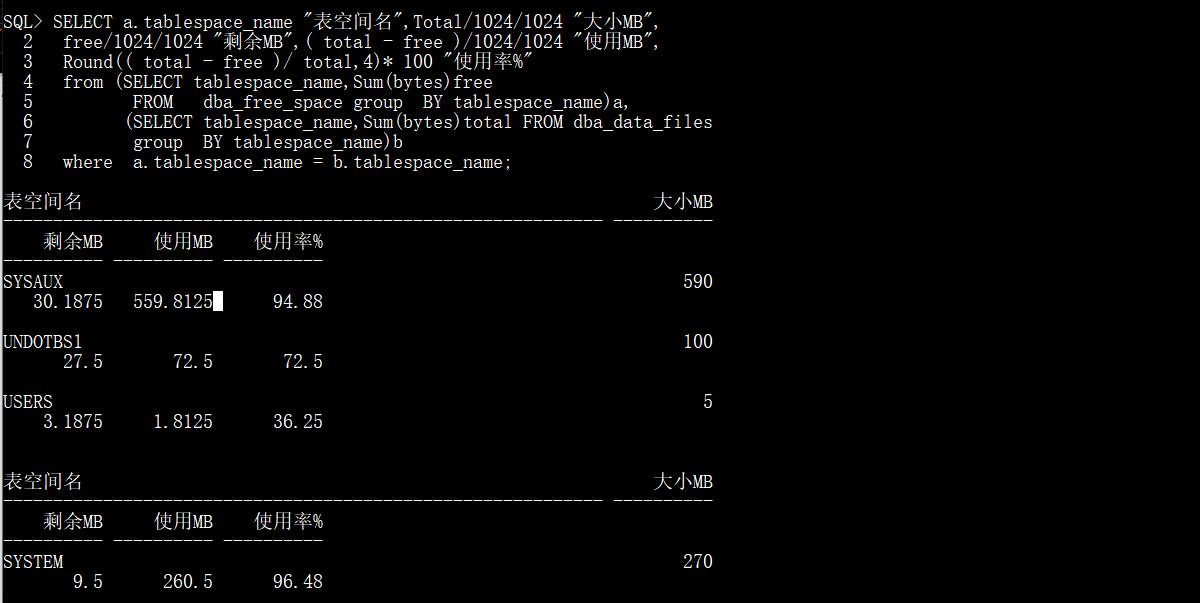 SQL> SELECT a.tablespace_name "表空间名",Total/1024/1024 "大小MB",
2 free/1024/1024 "剩余MB",( total - free )/1024/1024 "使用MB",
3 Round(( total - free )/ total,4)* 100 "使用率%"
4 from (SELECT tablespace_name,Sum(bytes)free
5 FROM dba_free_space group BY tablespace_name)a,
6 (SELECT tablespace_name,Sum(bytes)total FROM dba_data_files
7 group BY tablespace_name)b
8 where a.tablespace_name = b.tablespace_name;
表空间名 大小MB
------------------------------------------------------------ ----------
剩余MB 使用MB 使用率%
---------- ---------- ----------
SYSAUX 590
30.1875 559.8125 94.88
UNDOTBS1 100
27.5 72.5 72.5
USERS 5
3.1875 1.8125 36.25
表空间名 大小MB
------------------------------------------------------------ ----------
剩余MB 使用MB 使用率%
---------- ---------- ----------
SYSTEM 270
9.5 260.5 96.48